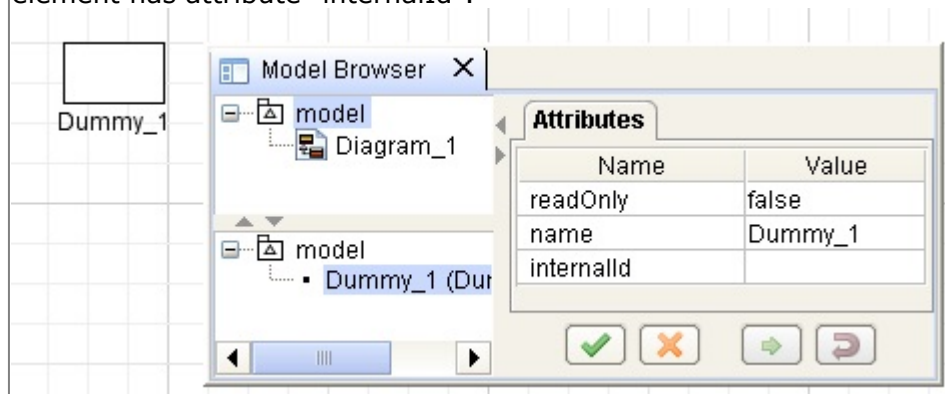 element has attribute "internalId".
Dummy_1
Model Browser
model
Diagram_1
model
Dummy_1 (Dur
Attributes
Name Value
readOnly false
name Dummy_1
internalId